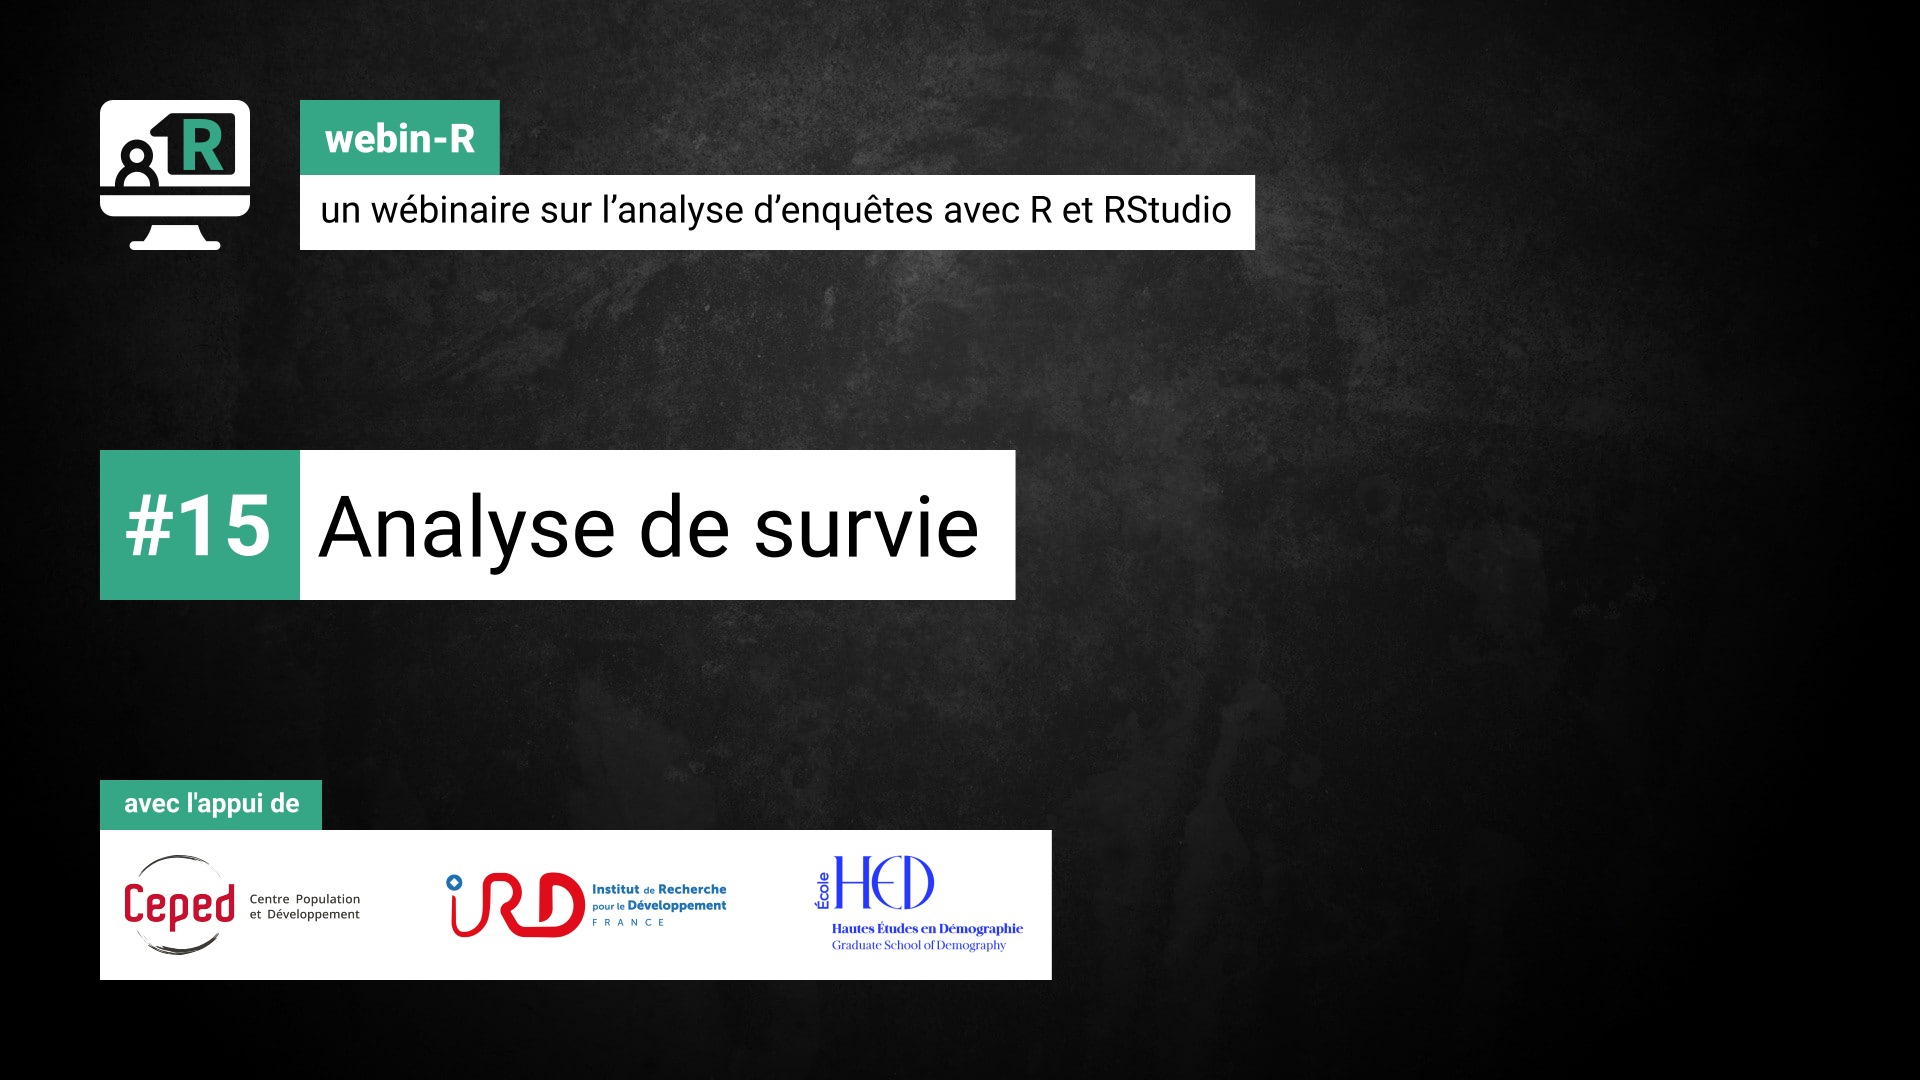 R
webin-R
un wébinaire sur l’analyse d’enquêtes avec R et RStudio
#15
Analyse de survie
avec l'appui de
Ceped
Centre Population
et Développement
iRD
Institut de Recherche
pour le Développement
FRANCE
École
HED
Hautes Études en Démographie
Graduate School of Demography